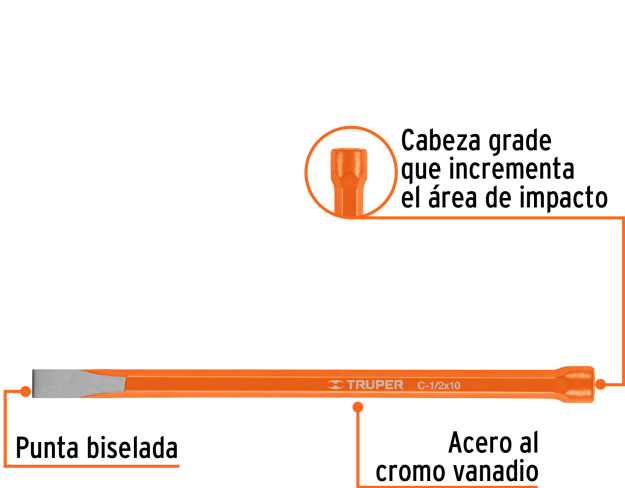 Cabeza grade
que incrementa
el área de impacto
TRUPER C-1/2x10
Punta biselada
Acero al
cromo vanadio